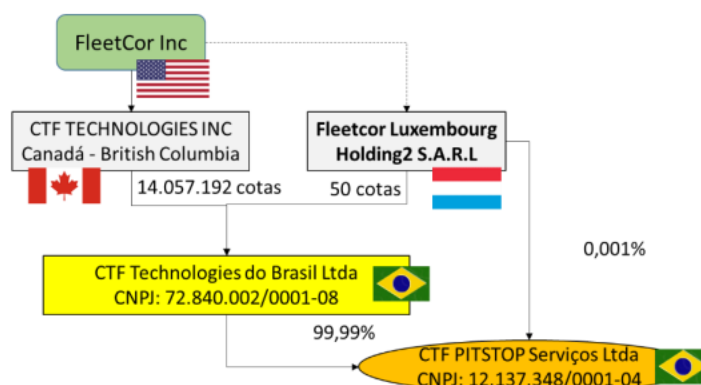 FleetCor Inc
CTF TECHNOLOGIES INC
Canadá - British Columbia
Fleetcor Luxembourg
Holding2 S.A.R.L
14.057.192 cotas
50 cotas
0,001%
CTF Technologies do Brasil Ltda
CNPJ: 72.840.002/0001-08
99,99%
CTF PITSTOP Serviços Ltda
CNPJ: 12.137.348/0001-04